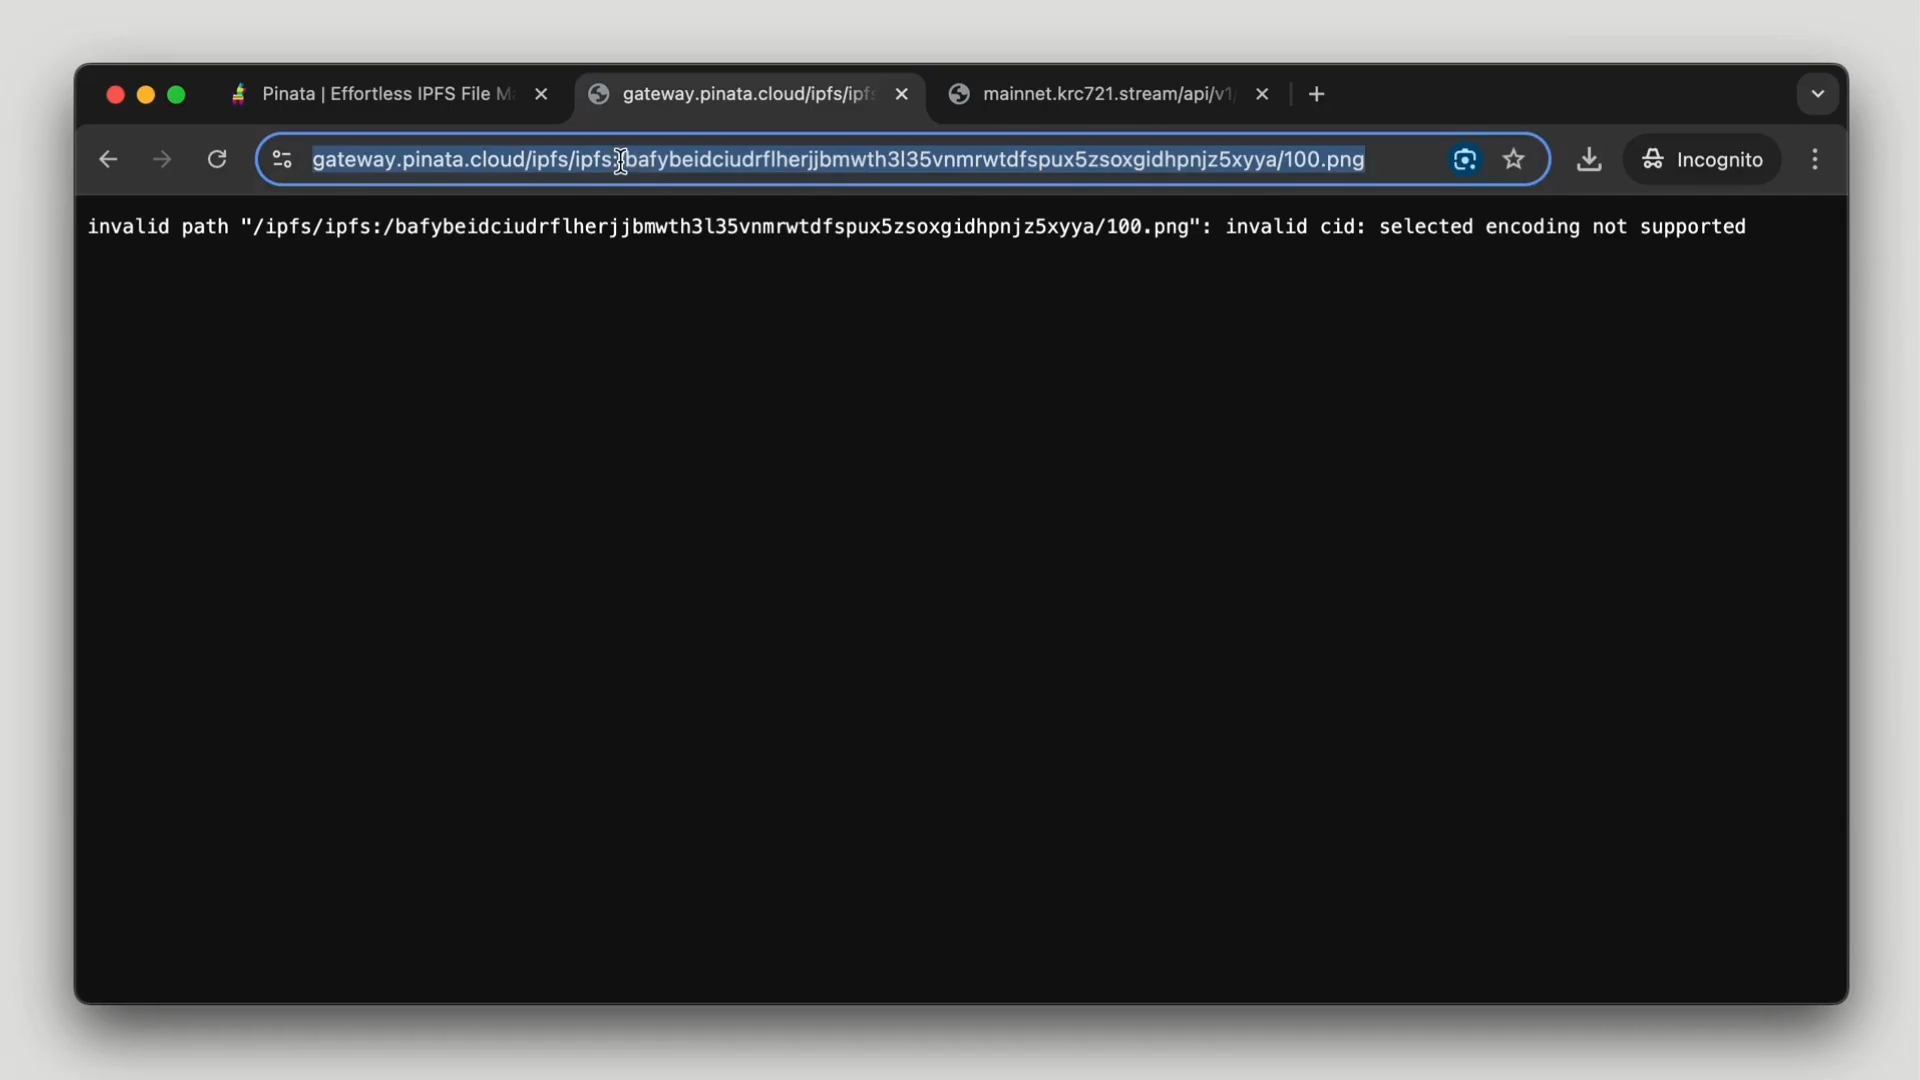 Pinata | Effortless IPFS File M
gateway.pinata.cloud/ipfs/ipfs
mainnet.krc721.stream/api/v1/
gateway.pinata.cloud/ipfs/ipfs:/bafybeidciudrflherjjbmwth3l35vnmrwtdfspux5zsoxgidhpnjz5xyya/100.png
Incognito
invalid path "/ipfs/ipfs:/bafybeidciudrflherjjbmwth3l35vnmrwtdfspux5zsoxgidhpnjz5xyya/100.png": invalid cid: selected encoding not supported